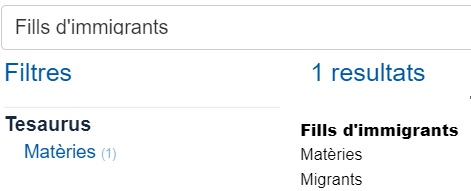 Fills d'immigrants
Filtres
1 resultats
Tesaurus
Matèries (1)
Fills d'immigrants
Matèries
Migrants